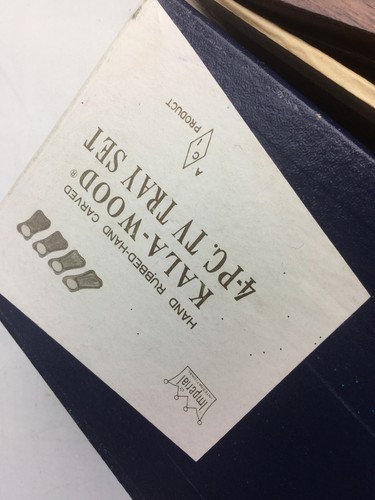 Imperial
HAND RUBBED-HAND CARVED
KALA-WOOD®
4-PC. TV TRAY SET
A
C
PRODUCT